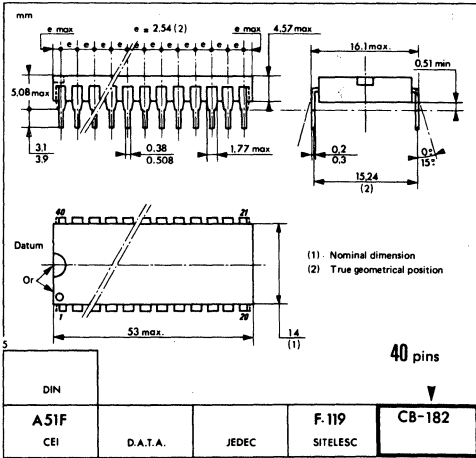 mm
e max e e e = 2.54 (2) e e max 4,57 max
16.1 max.
0,51 min
5,08 max
3,1
3,9
0.38
0.508
1,77 max
0,2
0,3
0°
15°
15,24
(2)
40 21
Datum
Or
1 20
53 max.
14
(1)
(1) . Nominal dimension
(2) True geometrical position
40 pins
5
DIN
A51F
CEI
D.A.T.A.
JEDEC
F. 119
SITELESC
CB-182